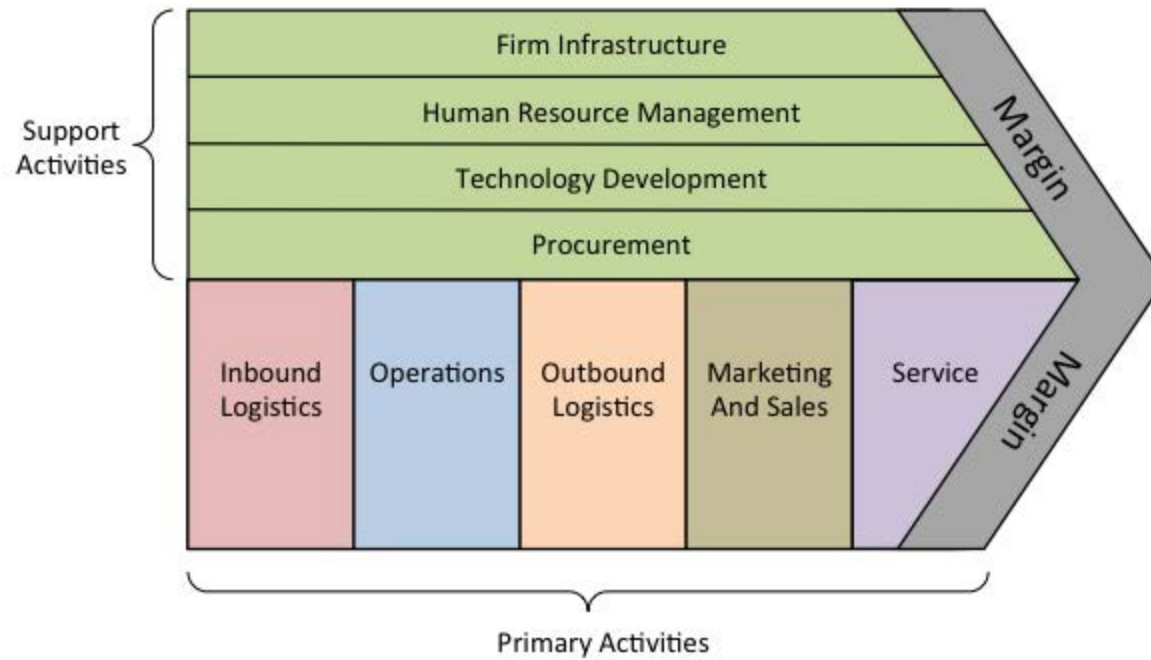 Firm Infrastructure
Human Resource Management
Support
Activities
Technology Development
Procurement
Margin
Inbound
Logistics
Operations
Outbound
Logistics
Marketing
And Sales
Service
Margin
Primary Activities